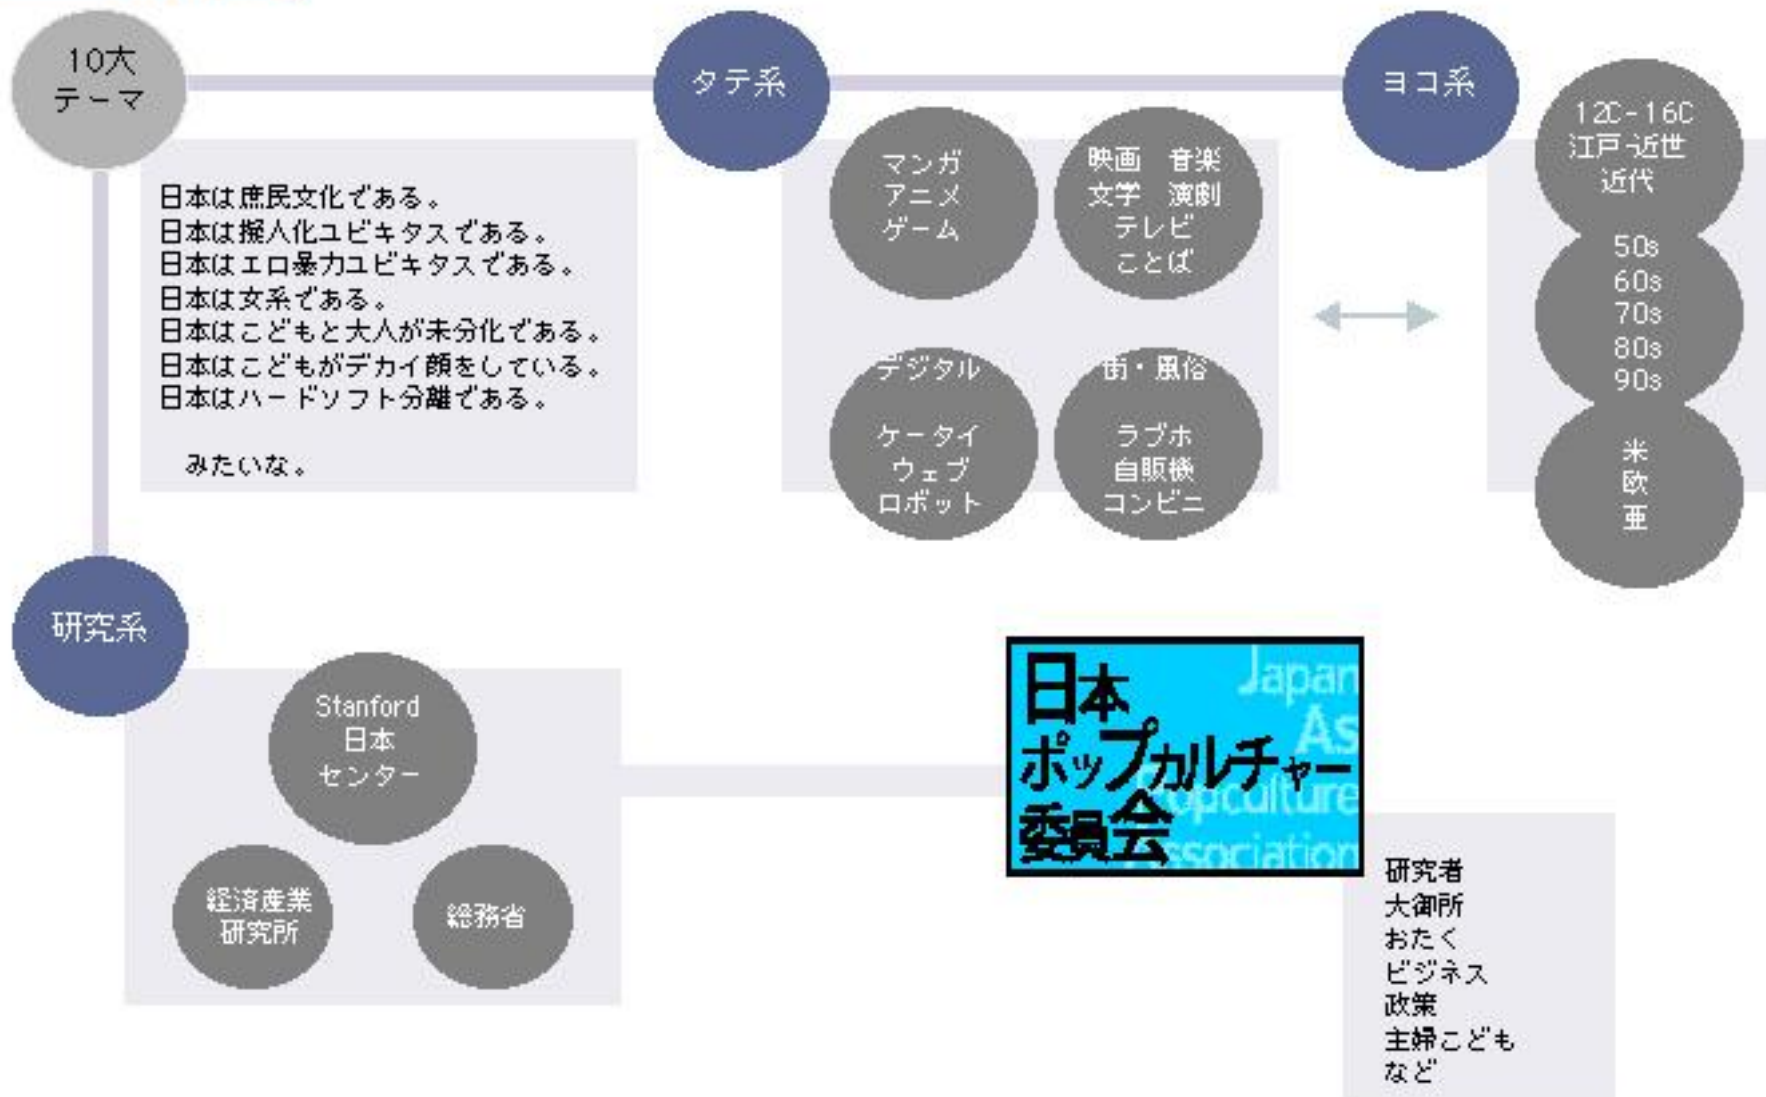 10大
テーマ
タテ系
ヨコ系
日本は庶民文化である。
日本は擬人化ユビキタスである。
日本はエロ暴力ユビキタスである。
日本は女系である。
日本はこどもと大人が未分化である。
日本はこどもがデカイ顔をしている。
日本はハードソフト分離である。
みたいな。
マンガ
アニメ
ゲーム
映画 音楽
文学 演劇
テレビ
ことば
デジタル
ケータイ
ウェブ
ロボット
街・風俗
ラブホ
自販機
コンビニ
12C-16C
江戸-近世
近代
50s
60s
70s
80s
90s
米
欧
亜
研究系
Stanford
日本
センター
経済産業
研究所
総務省
日本
ポップカルチャー
委員会
Japan
As
Popculture
Association
研究者
大御所
おたく
ビジネス
政策
主婦こども
など